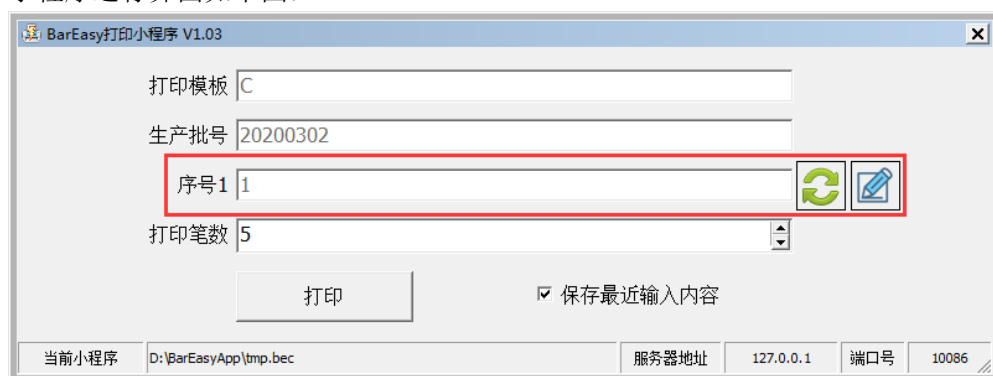 BarEasy打印小程序 V1.03
打印模板 C
生产批号 20200302
序号1 1
打印笔数 5
打印 保存最近输入内容
当前小程序 D:\BarEasyApp\tmp.bec 服务器地址 127.0.0.1 端口号 10086